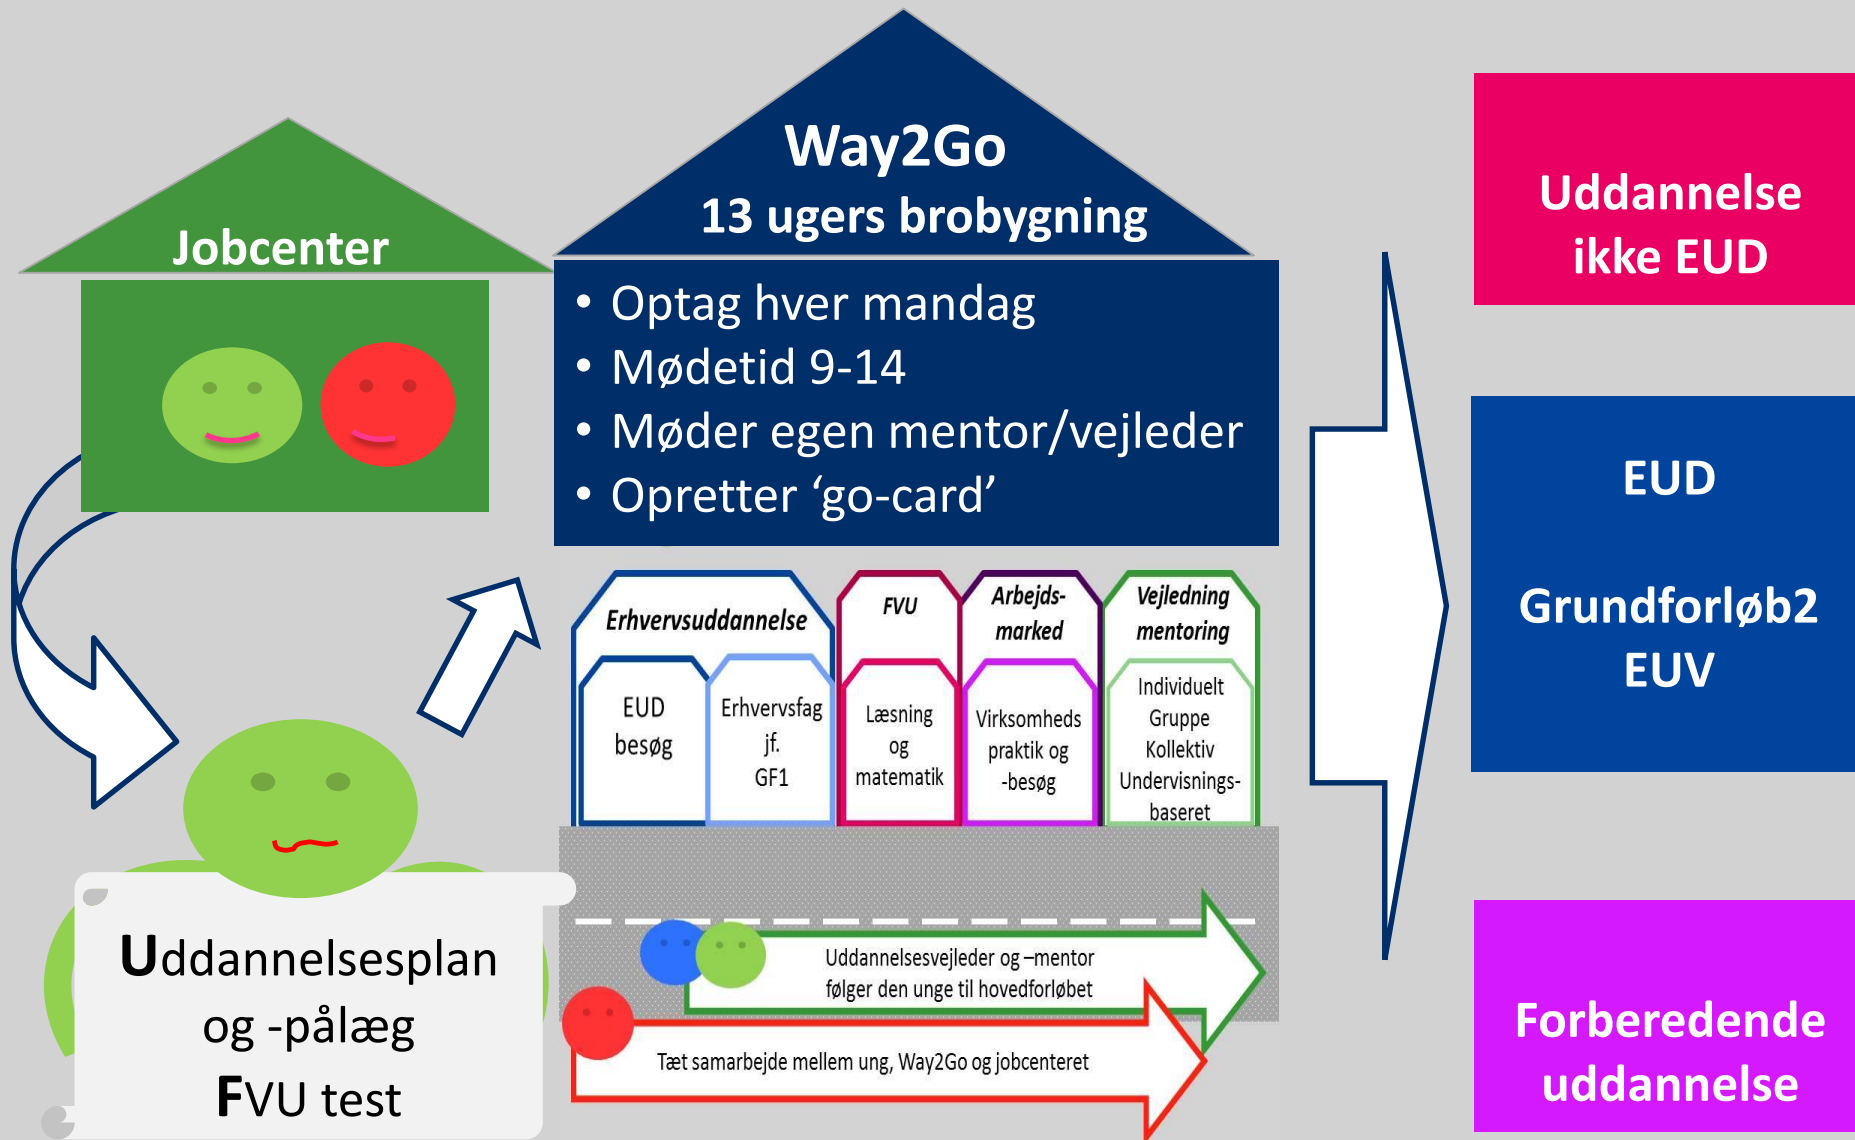 Jobcenter
Way2Go
13 ugers brobygning
• Optag hver mandag
• Mødetid 9-14
• Møder egen mentor/vejleder
• Opretter ‘go-card’
Erhvervsuddannelse
EUD
besøg
Erhvervsfag
jf.
GF1
FVU
Læsning
og
matematik
Arbejds-
marked
Virksomheds
praktik og
-besøg
Vejledning
mentoring
Individuelt
Gruppe
Kollektiv
Undervisnings-
baseret
Uddannelsesvejleder og –mentor
følger den unge til hovedforløbet
Tæt samarbejde mellem ung, Way2Go og jobcenteret
Uddannelsesplan
og -pålæg
FVU test
Uddannelse
ikke EUD
EUD
Grundforløb2
EUV
Forberedende
uddannelse